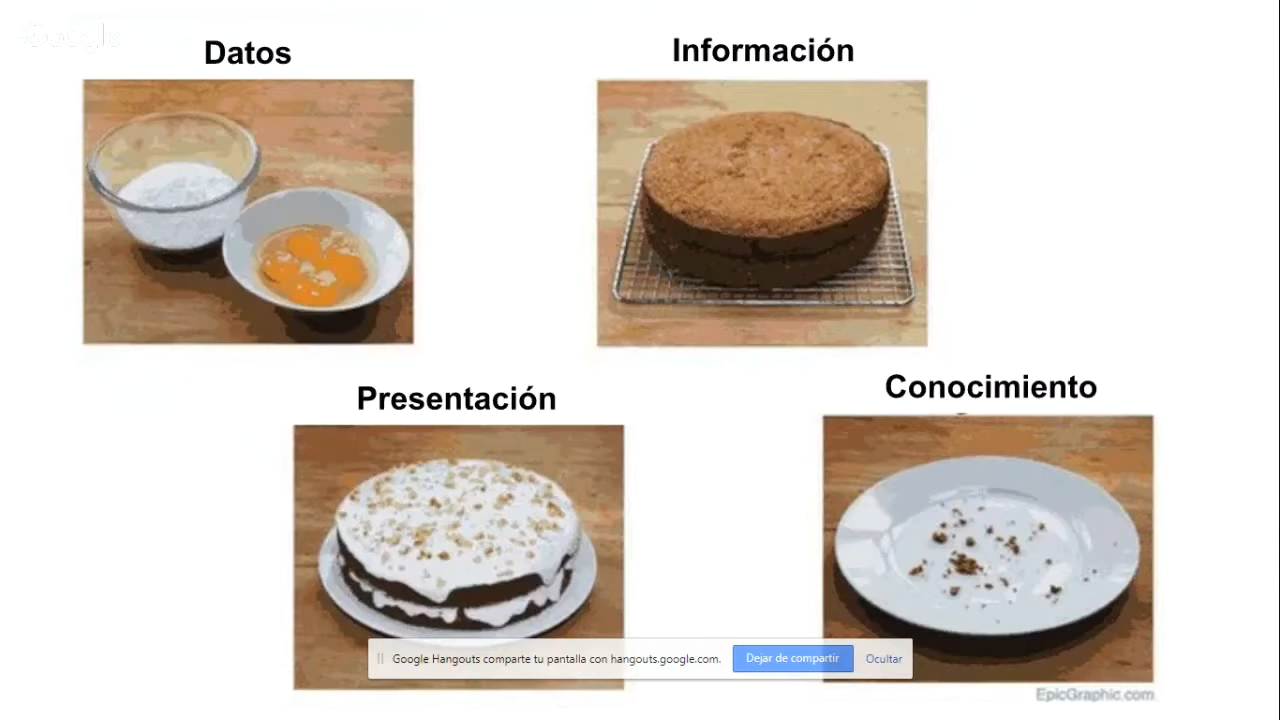 Google
Datos
Información
Presentación
Conocimiento
Google Hangouts comparte tu pantalla con hangouts.google.com.
Dejar de compartir
Ocultar
EpicGraphic.com